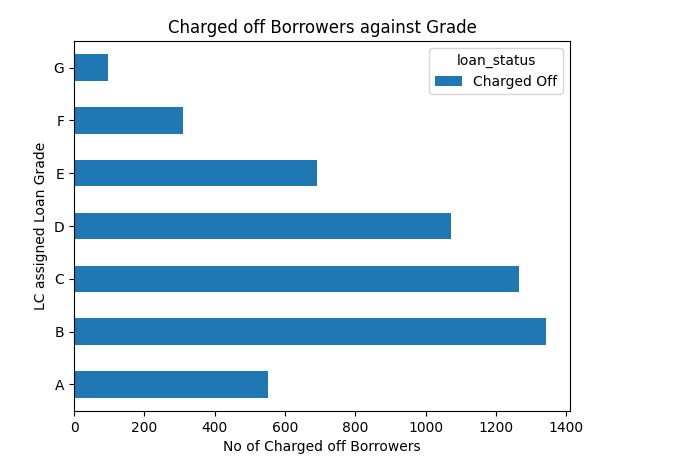 Charged off Borrowers against Grade
loan_status
Charged Off
LC assigned Loan Grade
G
F
E
D
C
B
A
0 200 400 600 800 1000 1200 1400
No of Charged off Borrowers